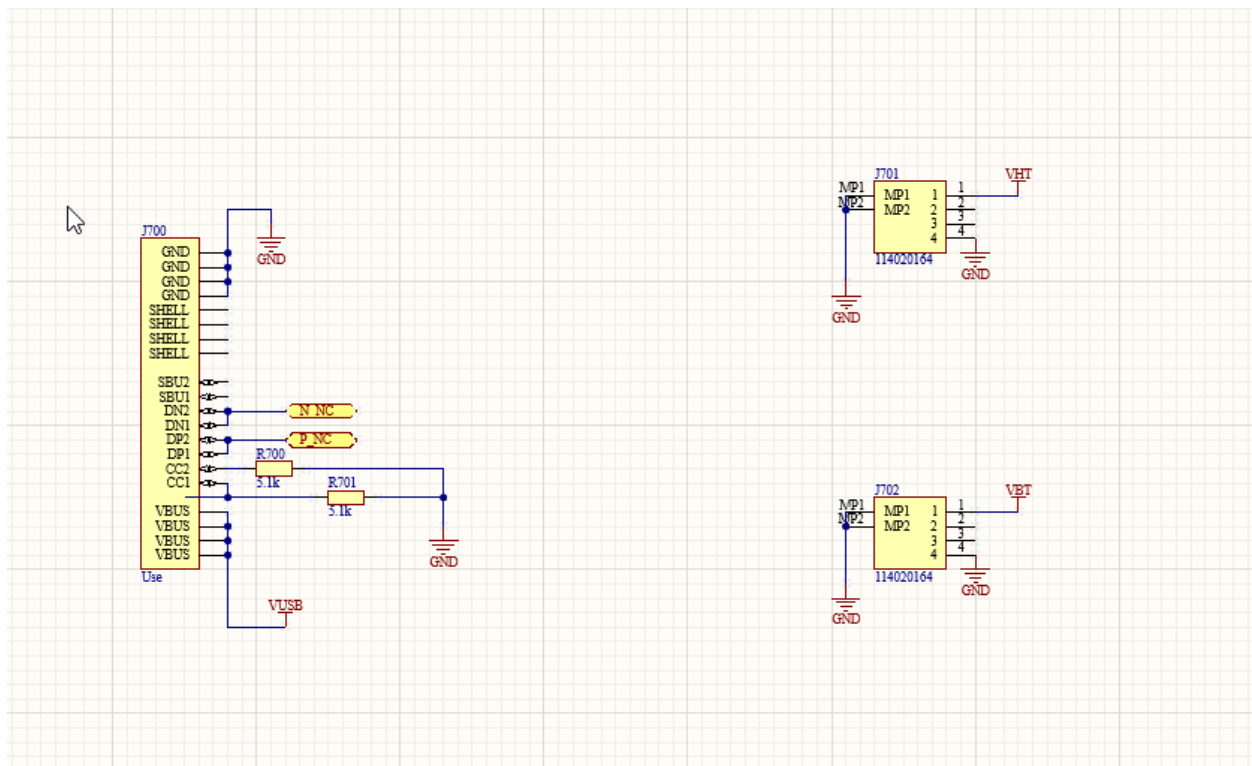 J700
GND
GND
GND
GND
SHELL
SHELL
SHELL
SHELL
SBU2
SBU1
DN2
DN1
DP2
DP1
CC2
CC1
VBUS
VBUS
VBUS
VBUS
Use
GND
N_NC
P_NC
R700
5.1k
R701
5.1k
GND
VUSB
J701
MP1 MP1 1 1 VHT
MP2 MP2 2 2
3 3
4 4
114020164
GND
GND
J702
MP1 MP1 1 1 VBT
MP2 MP2 2 2
3 3
4 4
114020164
GND
GND